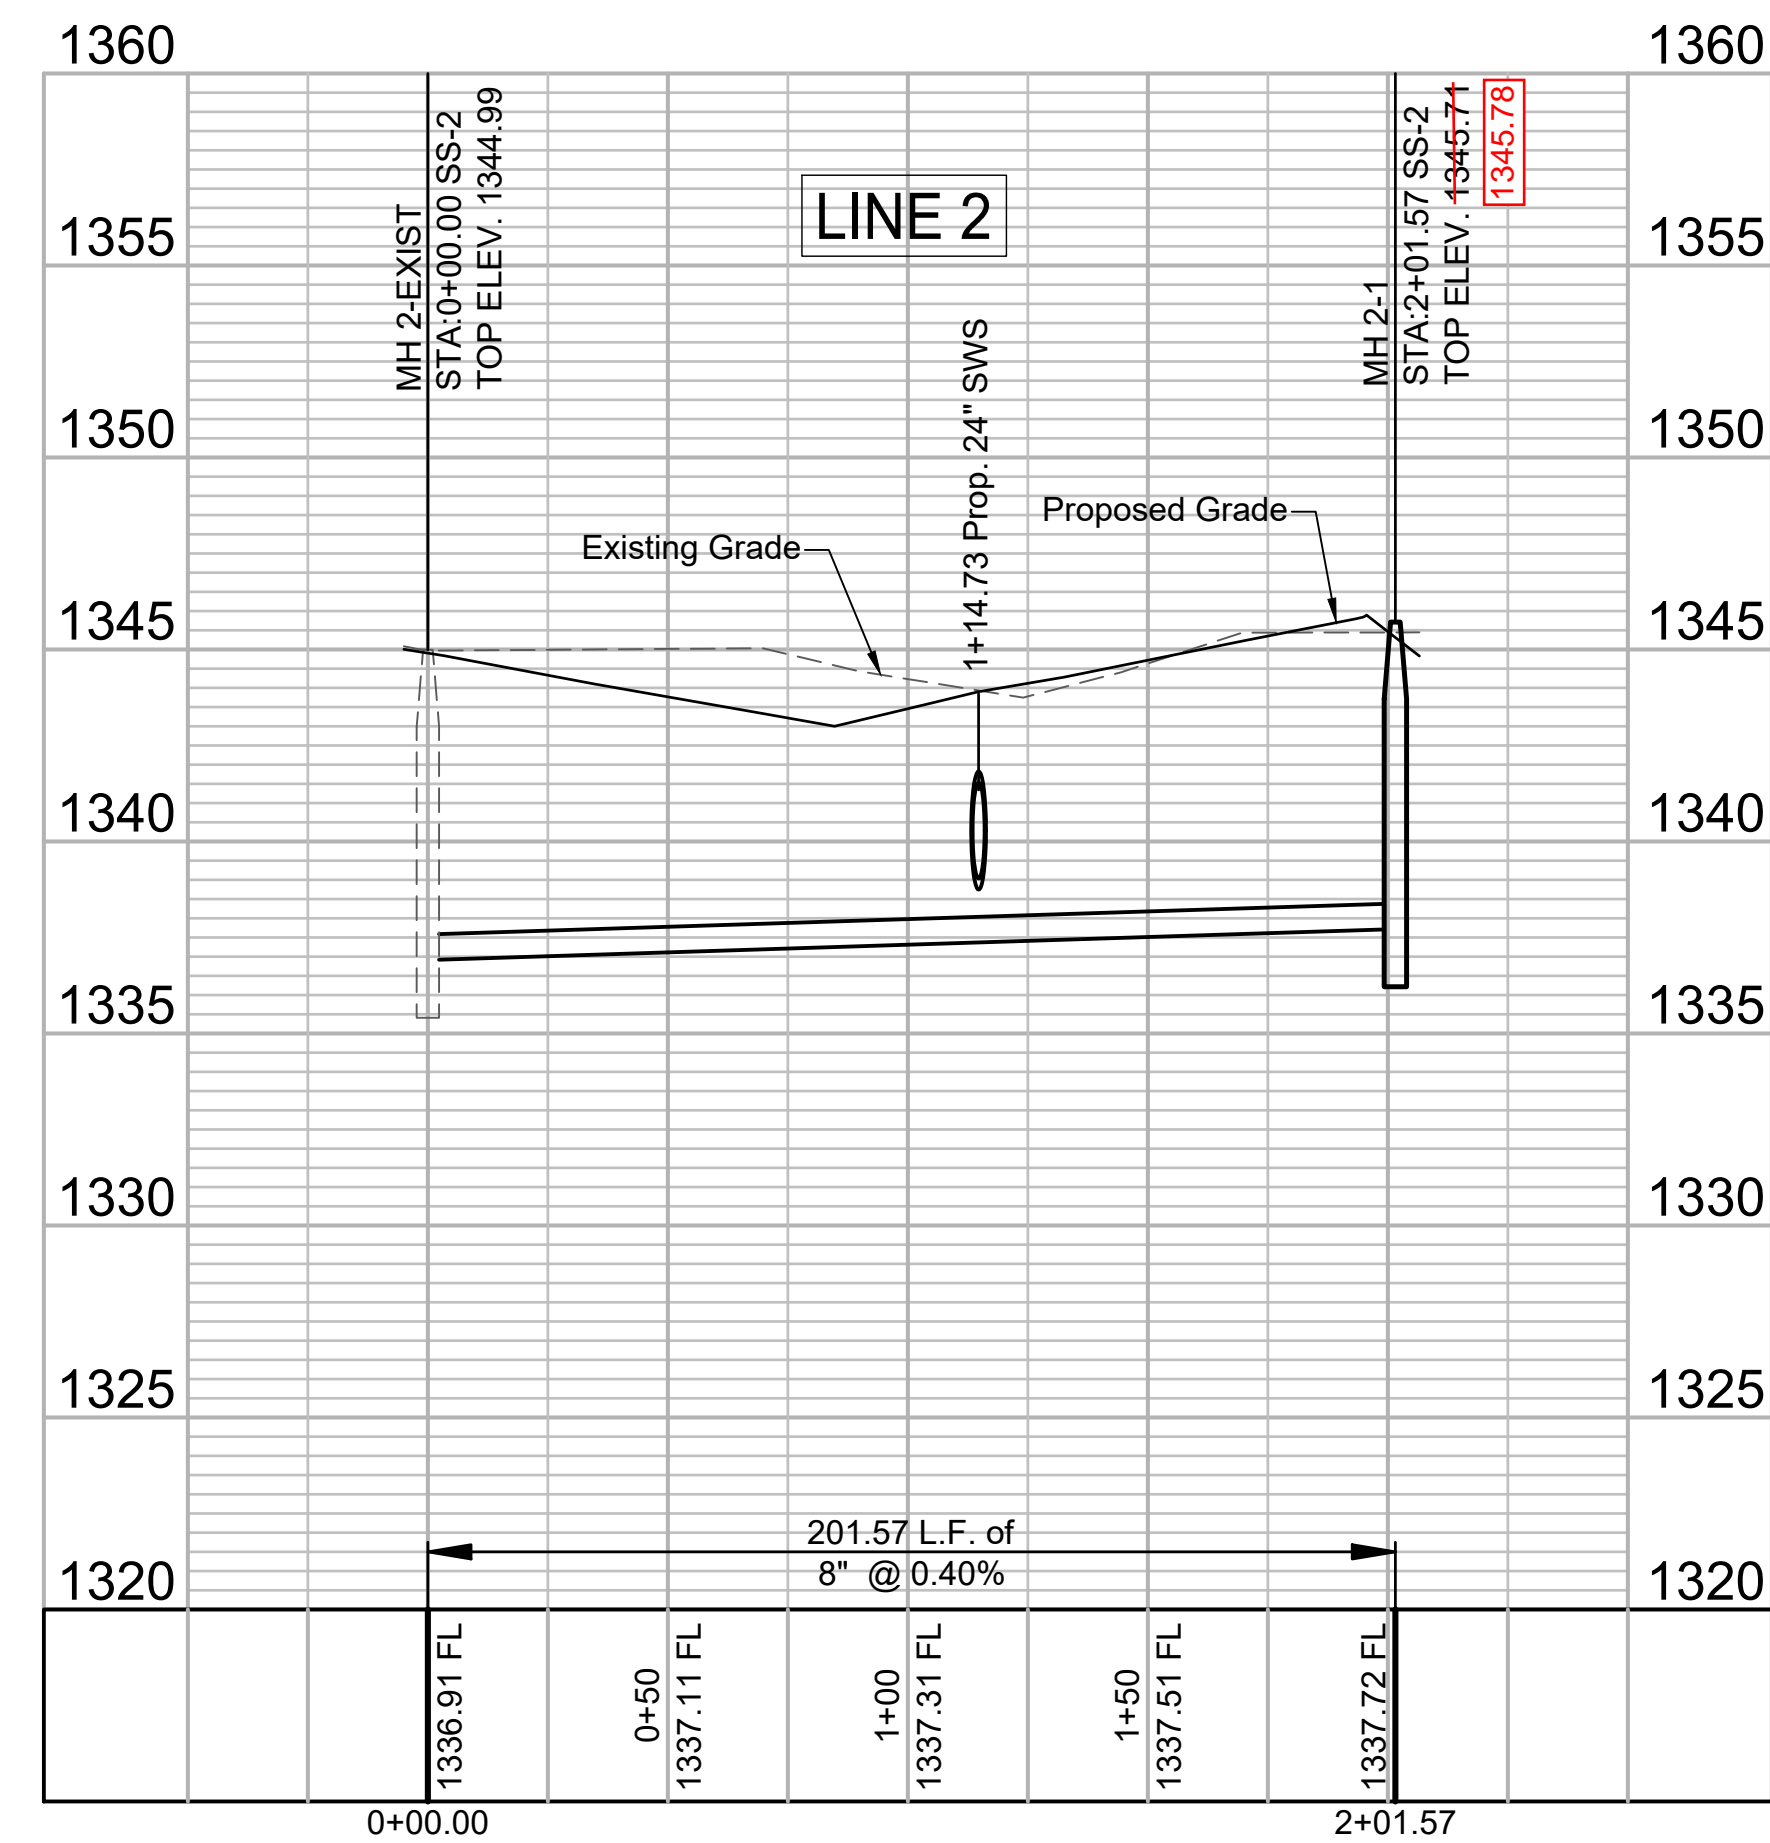 1360
1360
MH 2-EXIST
STA:0+00.00 SS-2
TOP ELEV. 1344.99
LINE 2
MH 2-1
STA:2+01.57 SS-2
TOP ELEV. 1345.71
1345.78
1355
1355
1+14.73 Prop. 24" SWS
1350
1350
Proposed Grade
Existing Grade
1345
1345
1340
1340
1335
1335
1330
1330
1325
1325
201.57 L.F. of
8" @ 0.40%
1320
1320
1336.91 FL
0+50
1337.11 FL
1+00
1337.31 FL
1+50
1337.51 FL
1337.72 FL
0+00.00
2+01.57